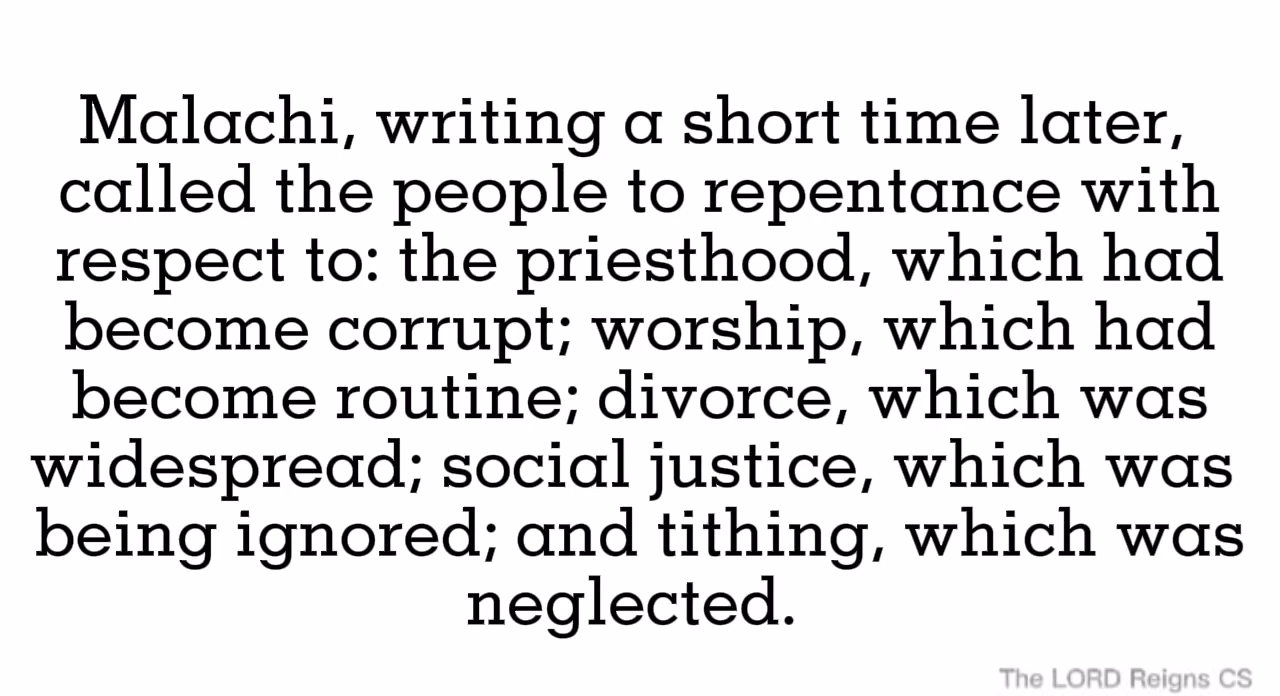 Malachi, writing a short time later,
called the people to repentance with
respect to: the priesthood, which had
become corrupt; worship, which had
become routine; divorce, which was
widespread; social justice, which was
being ignored; and tithing, which was
neglected.
The LORD Reigns CS